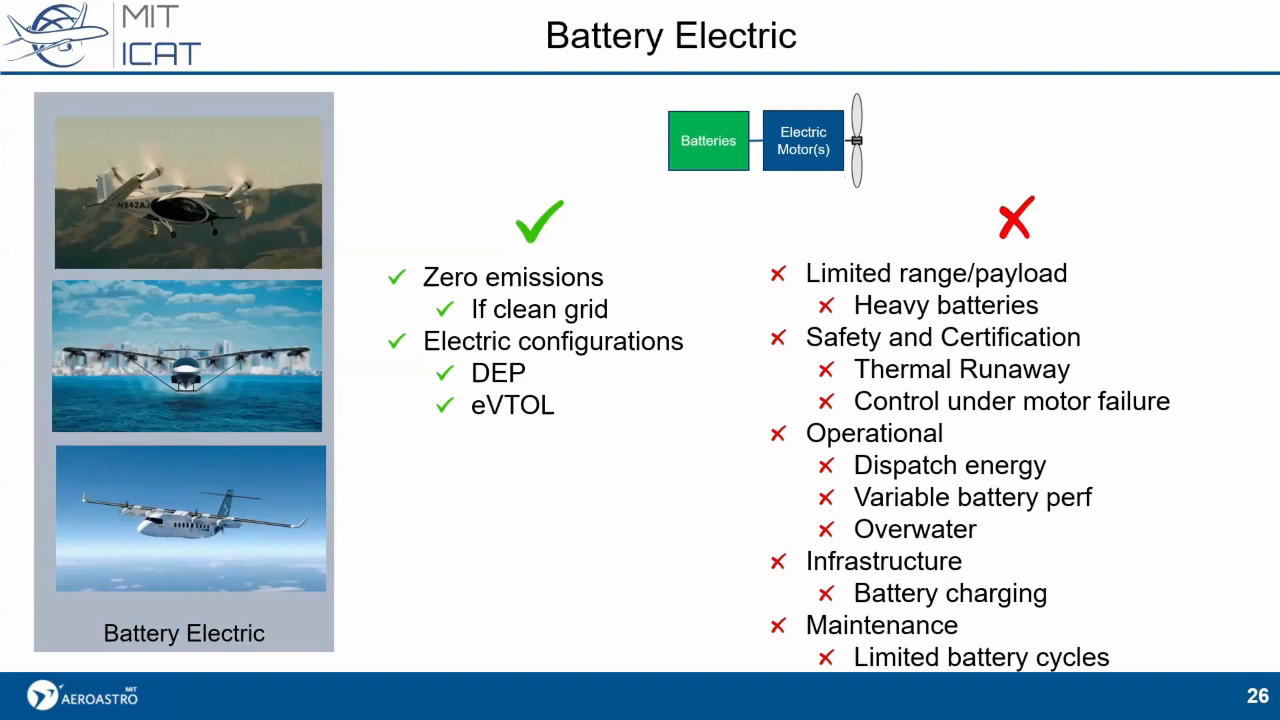 MIT
ICAT
Battery Electric
Batteries
Electric
Motor(s)
N542AJ
Battery Electric
Zero emissions
If clean grid
Electric configurations
DEP
eVTOL
Limited range/payload
Heavy batteries
Safety and Certification
Thermal Runaway
Control under motor failure
Operational
Dispatch energy
Variable battery perf
Overwater
Infrastructure
Battery charging
Maintenance
Limited battery cycles
MIT
AEROASTRO
26